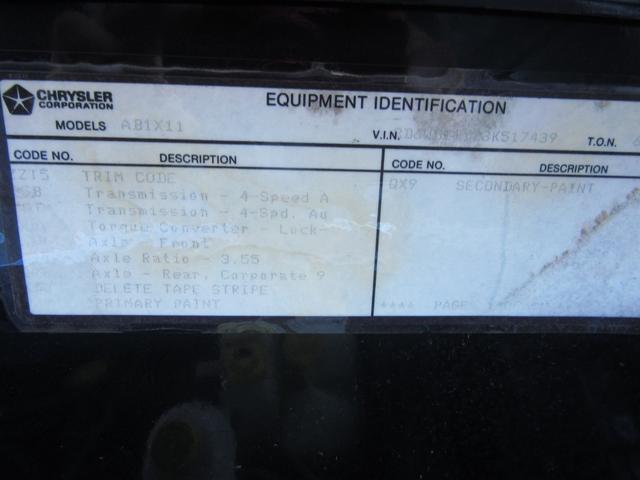 CHRYSLER
CORPORATION
EQUIPMENT IDENTIFICATION
MODELS AB1X11
V.I.N. K517439 T.O.N.
CODE NO. DESCRIPTION
TRIM CODE
Transmission - 4-Speed A
Transmission - 4-Spd. Au
Torque Converter - Lock-
Axle - Front
Axle Ratio - 3.55
Axle - Rear, Corporate 9
DELETE TAPE STRIPE
PRIMARY PAINT
CODE NO. DESCRIPTION
QX9 SECONDARY-PAINT
**** PAGE